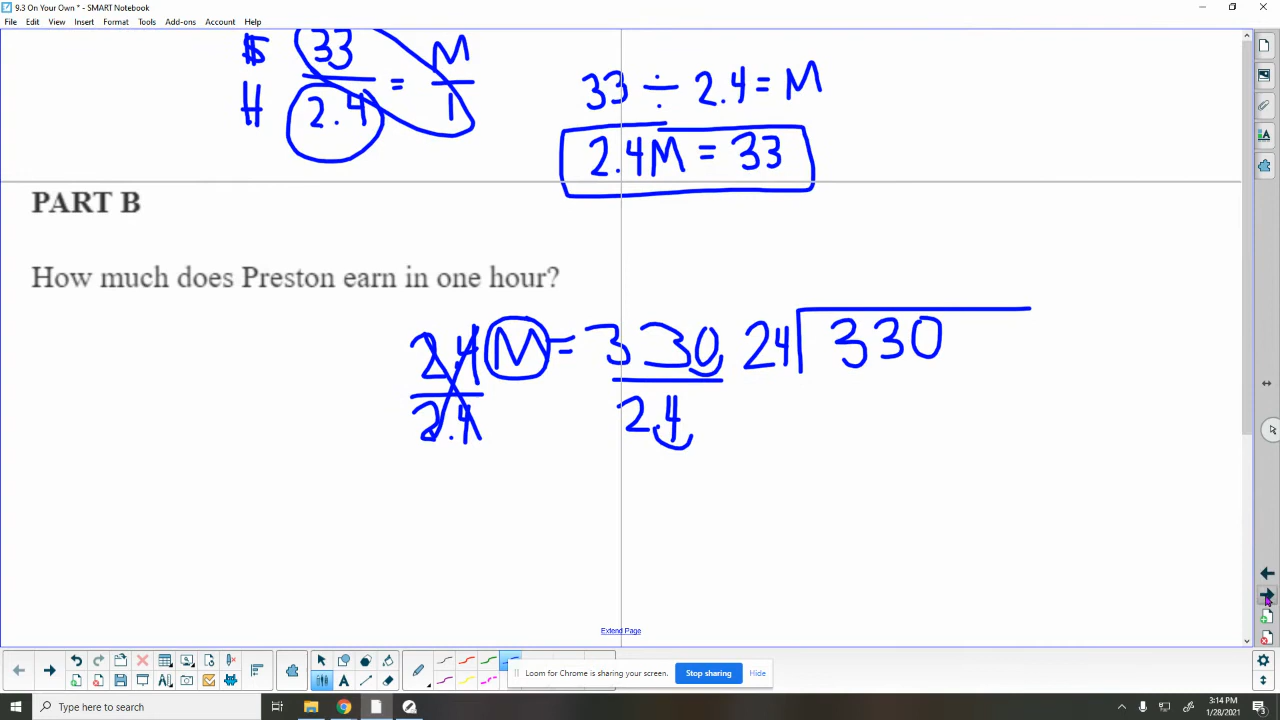 9.3 On Your Own * - SMART Notebook
File Edit View Insert Format Tools Add-ons Account Help
$ 33 = M
H 2.4 1
33 ÷ 2.4 = M
2.4M = 33
PART B
How much does Preston earn in one hour?
2.4 M = 330
2.4 2.4
24 330
Extend Page
Loom for Chrome is sharing your screen. Stop sharing Hide
Type here to search
3:14 PM
1/28/2021